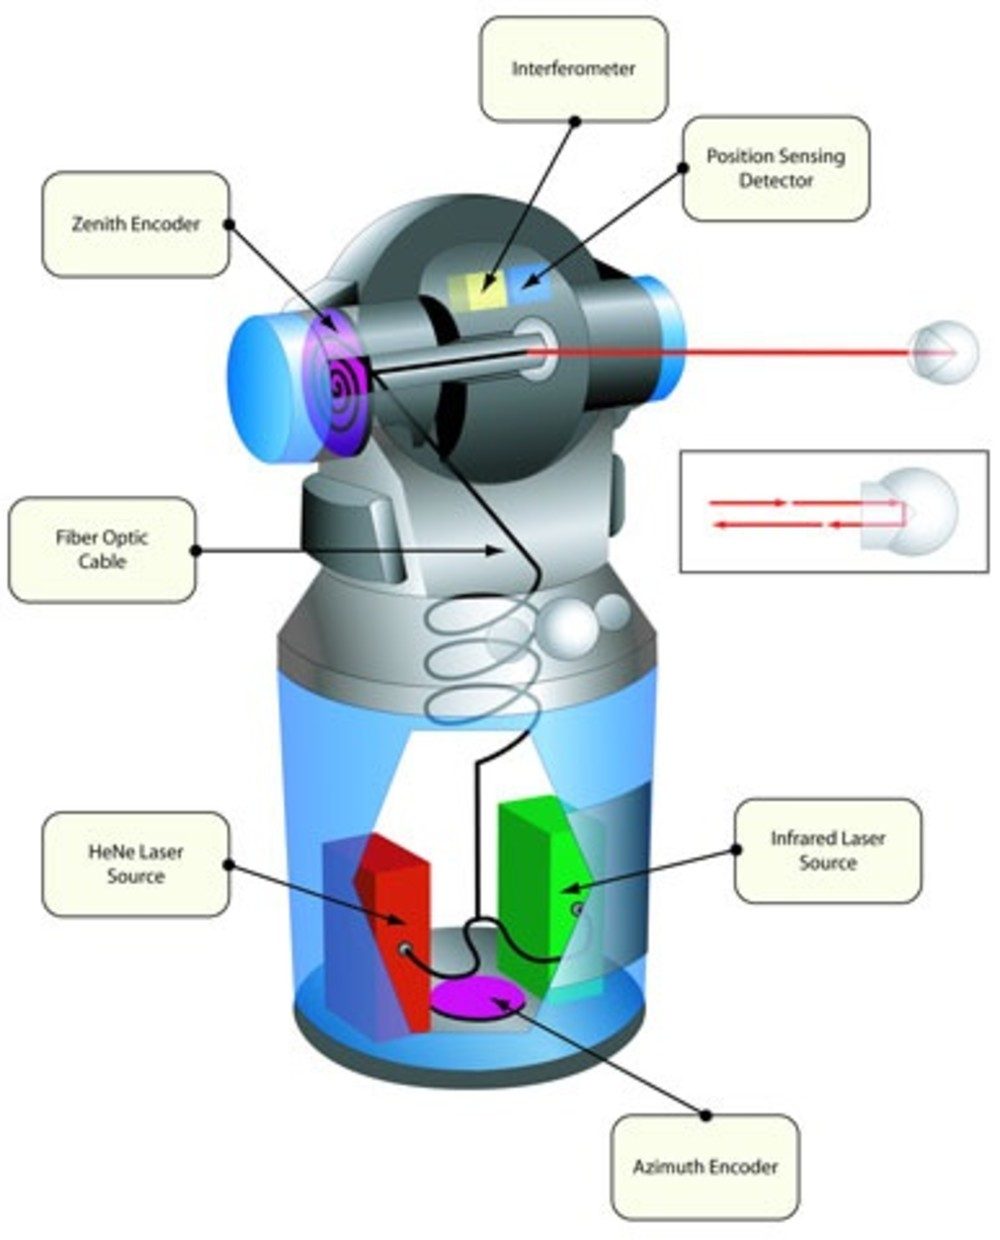 Interferometer
Position Sensing
Detector
Zenith Encoder
Fiber Optic
Cable
HeNe Laser
Source
Infrared Laser
Source
Azimuth Encoder